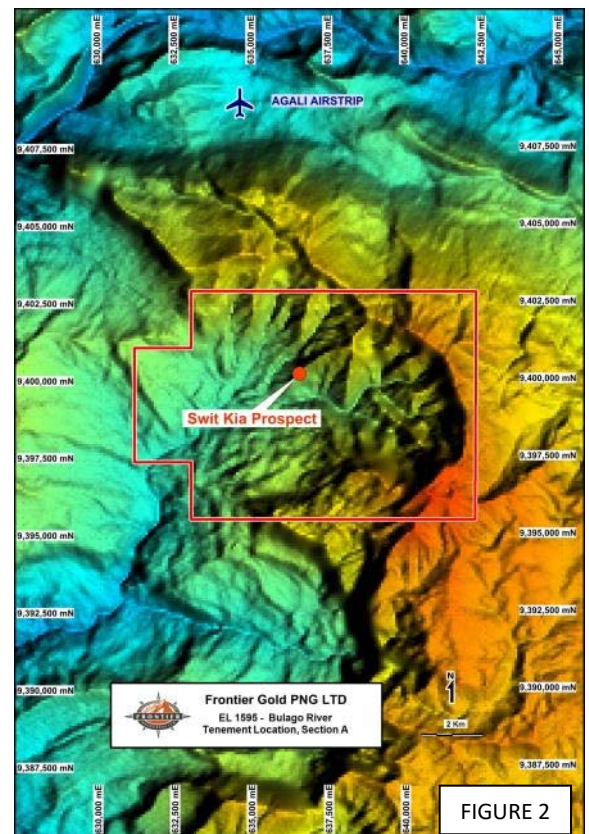 630,000 mE
632,500 mE
635,000 mE
637,500 mE
640,000 mE
642,500 mE
645,000 mE
AGALI AIRSTRIP
9,407,500 mN
9,407,500 mN
9,405,000 mN
9,405,000 mN
9,402,500 mN
9,402,500 mN
9,400,000 mN
9,400,000 mN
Swit Kia Prospect
9,397,500 mN
9,397,500 mN
9,395,000 mN
9,395,000 mN
9,392,500 mN
9,392,500 mN
9,390,000 mN
9,390,000 mN
FRONTIER
Frontier Gold PNG LTD
EL 1595 - Bulago River
Tenement Location, Section A
N
2 Km
9,387,500 mN
9,387,500 mN
630,000 mE
632,500 mE
635,000 mE
637,500 mE
640,000 mE
FIGURE 2